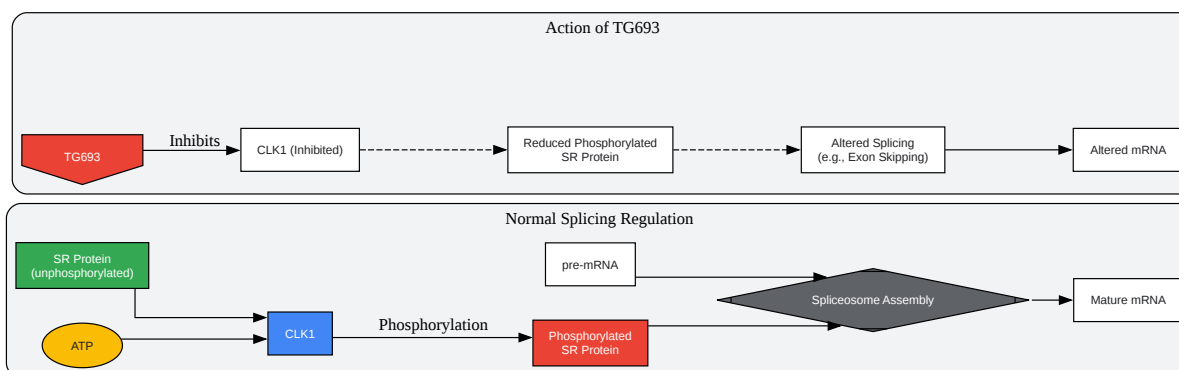 Action of TG693
TG693
Inhibits
CLK1 (Inhibited)
Reduced Phosphorylated
SR Protein
Altered Splicing
(e.g., Exon Skipping)
Altered mRNA
Normal Splicing Regulation
SR Protein
(unphosphorylated)
ATP
CLK1
Phosphorylation
pre-mRNA
Phosphorylated
SR Protein
Spliceosome Assembly
Mature mRNA